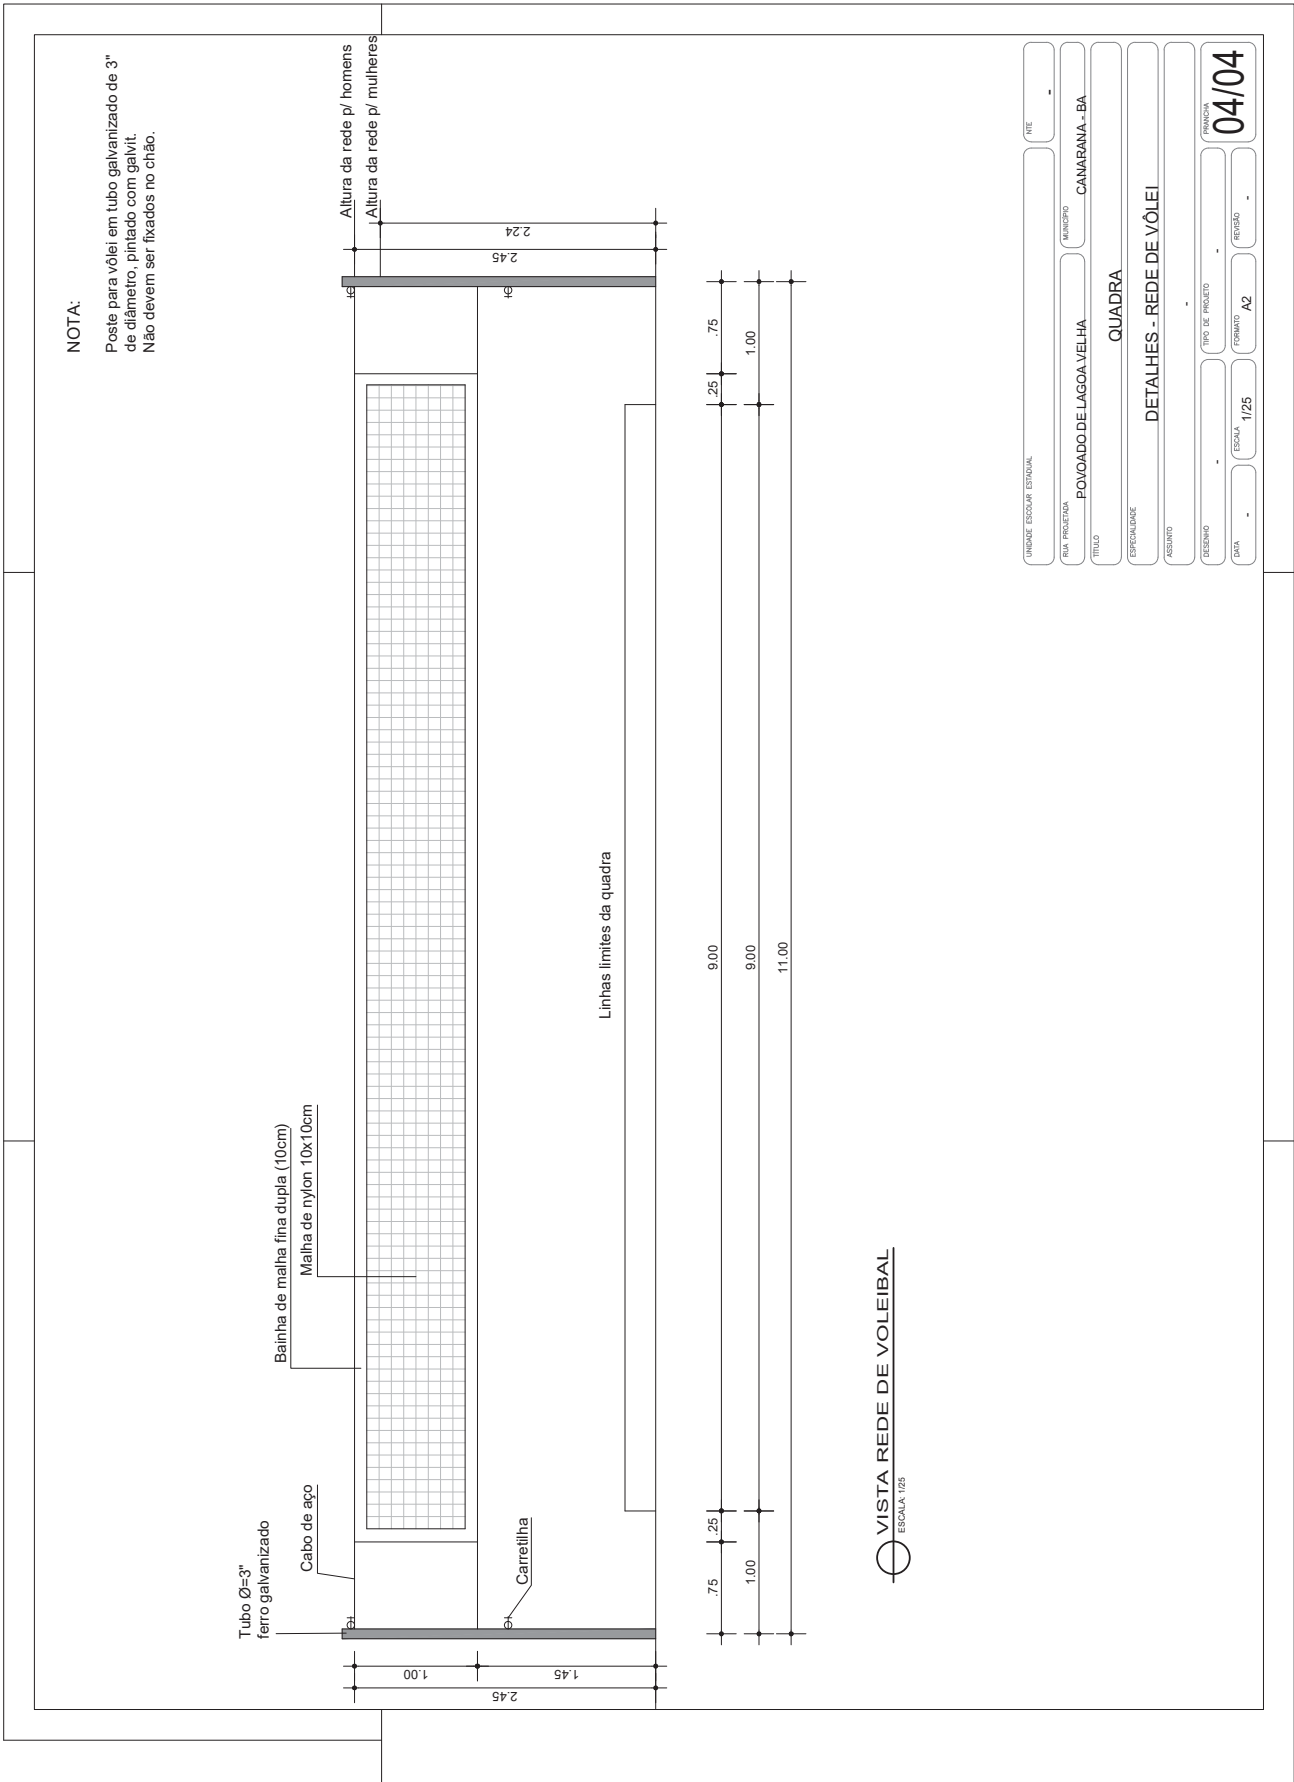 NOTA:
Poste para vôlei em tubo galvanizado de 3"
de diâmetro, pintado com galvit.
Não devem ser fixados no chão.
Tubo Ø=3"
ferro galvanizado
Cabo de aço
Bainha de malha fina dupla (10cm)
Malha de nylon 10x10cm
Altura da rede p/ homens
Altura da rede p/ mulheres
2.45
1.00
1.45
2.45
2.24
Carretilha
Linhas limites da quadra
.75
.25
9.00
.25
.75
1.00
9.00
1.00
11.00
VISTA REDE DE VOLEIBAL
ESCALA: 1/25
UNIDADE ESCOLAR ESTADUAL
NTE
-
RUA PROJETADA
POVOADO DE LAGOA VELHA
MUNICÍPIO
CANARANA - BA
TÍTULO
QUADRA
ESPECIALIDADE
DETALHES - REDE DE VÔLEI
ASSUNTO
-
DESENHO
-
TIPO DE PROJETO
-
PRANCHA
04/04
DATA
-
ESCALA
1/25
FORMATO
A2
REVISÃO
-